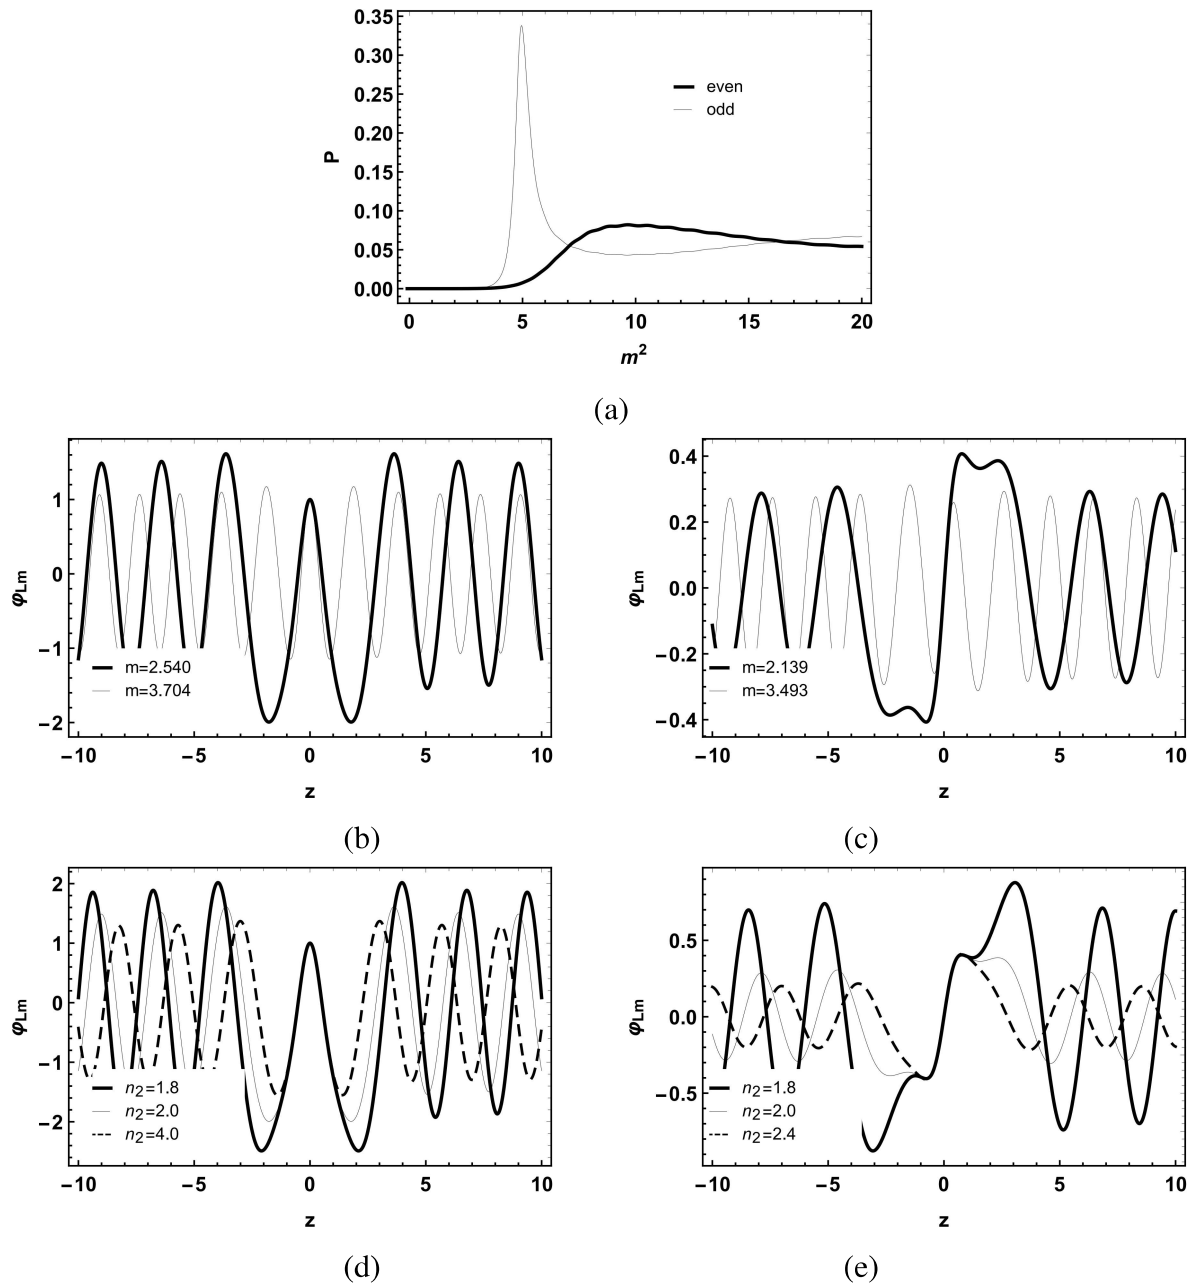 0.35
0.30
0.25
0.20
0.15
0.10
0.05
0.00
P
even
odd
0 5 10 15 20
m²
(a)
1
0
−1
−2
φLm
m=2.540
m=3.704
−10 −5 0 5 10
z
(b)
0.4
0.2
0.0
−0.2
−0.4
φLm
m=2.139
m=3.493
−10 −5 0 5 10
z
(c)
2
1
0
−1
−2
φLm
n₂=1.8
n₂=2.0
n₂=4.0
−10 −5 0 5 10
z
(d)
0.5
0.0
−0.5
φLm
n₂=1.8
n₂=2.0
n₂=2.4
−10 −5 0 5 10
z
(e)